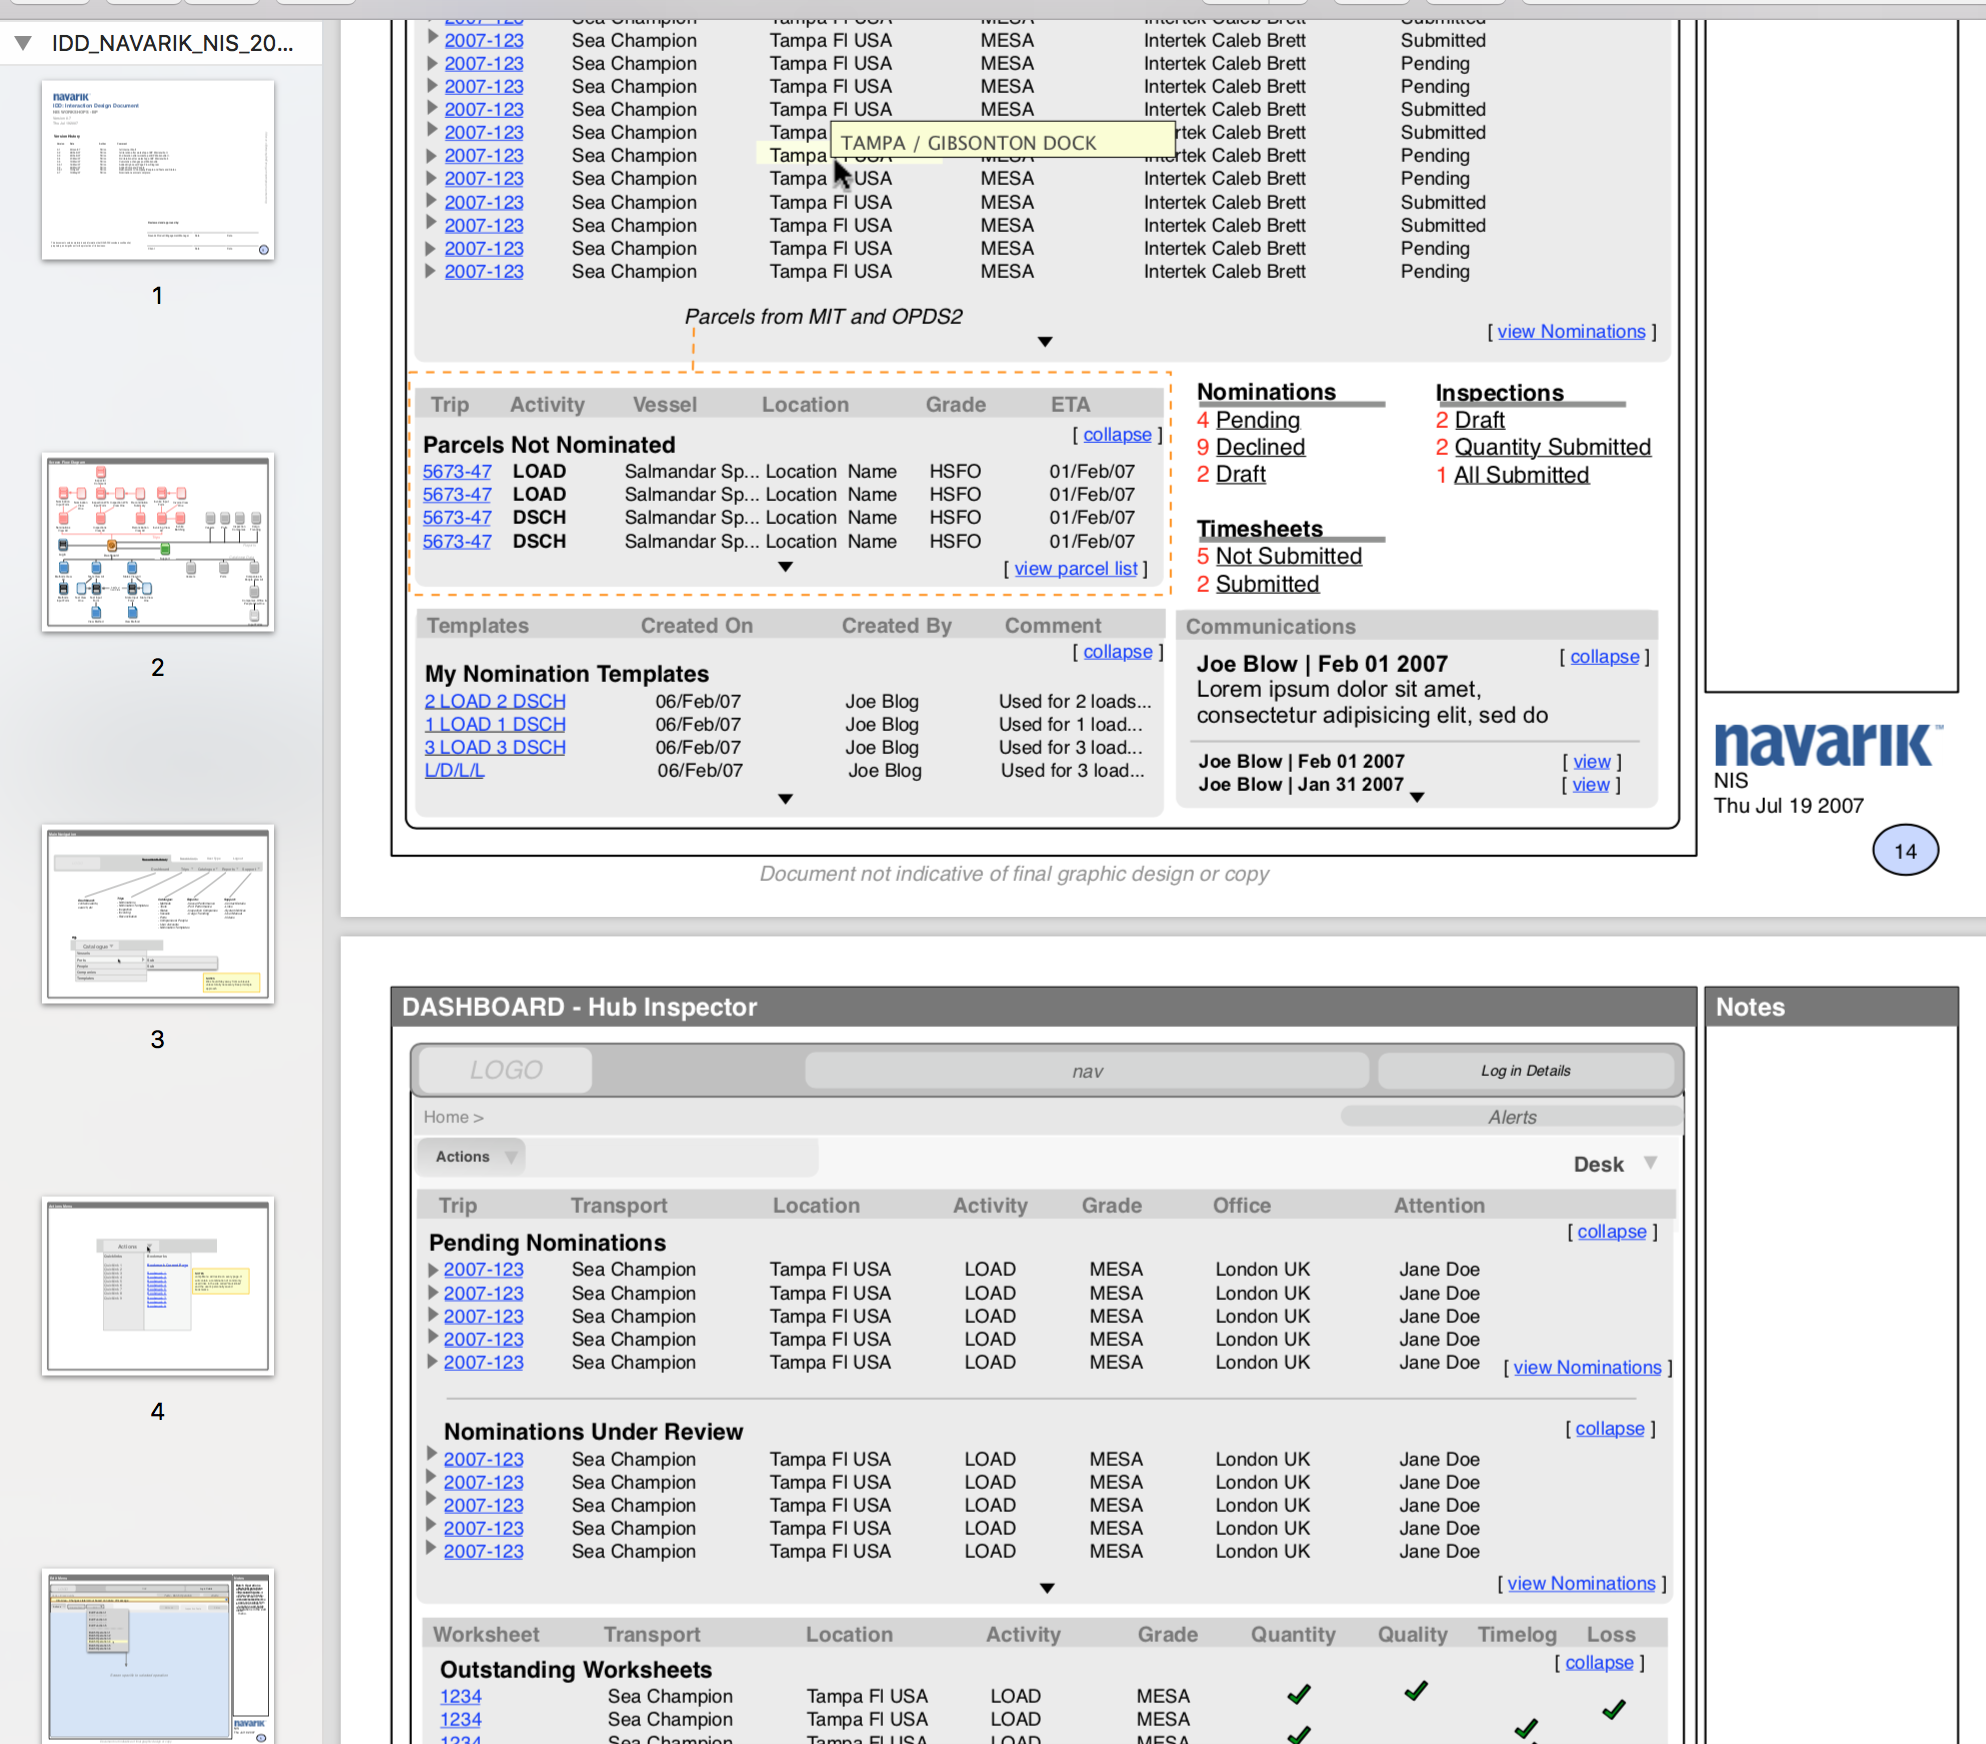 IDD_NAVARIK_NIS_20...
navarik
IDD: Interaction Design Document
1
2
3
Actions
4
2007-123 Sea Champion Tampa Fl USA MESA Intertek Caleb Brett Submitted
2007-123 Sea Champion Tampa Fl USA MESA Intertek Caleb Brett Pending
2007-123 Sea Champion Tampa Fl USA MESA Intertek Caleb Brett Pending
2007-123 Sea Champion Tampa Fl USA MESA Intertek Caleb Brett Submitted
2007-123 Sea Champion Tampa rtek Caleb Brett Submitted
TAMPA / GIBSONTON DOCK
2007-123 Sea Champion Tampa rtek Caleb Brett Pending
2007-123 Sea Champion Tampa USA MESA Intertek Caleb Brett Pending
2007-123 Sea Champion Tampa Fl USA MESA Intertek Caleb Brett Submitted
2007-123 Sea Champion Tampa Fl USA MESA Intertek Caleb Brett Submitted
2007-123 Sea Champion Tampa Fl USA MESA Intertek Caleb Brett Pending
2007-123 Sea Champion Tampa Fl USA MESA Intertek Caleb Brett Pending
Parcels from MIT and OPDS2
[ view Nominations ]
Trip Activity Vessel Location Grade ETA
Parcels Not Nominated [ collapse ]
5673-47 LOAD Salmandar Sp... Location Name HSFO 01/Feb/07
5673-47 LOAD Salmandar Sp... Location Name HSFO 01/Feb/07
5673-47 DSCH Salmandar Sp... Location Name HSFO 01/Feb/07
5673-47 DSCH Salmandar Sp... Location Name HSFO 01/Feb/07
[ view parcel list ]
Nominations
4 Pending
9 Declined
2 Draft
Inspections
2 Draft
2 Quantity Submitted
1 All Submitted
Timesheets
5 Not Submitted
2 Submitted
Templates Created On Created By Comment
[ collapse ]
My Nomination Templates
2 LOAD 2 DSCH 06/Feb/07 Joe Blog Used for 2 loads...
1 LOAD 1 DSCH 06/Feb/07 Joe Blog Used for 1 load...
3 LOAD 3 DSCH 06/Feb/07 Joe Blog Used for 3 load...
L/D/L/L 06/Feb/07 Joe Blog Used for 3 load...
Communications
Joe Blow | Feb 01 2007 [ collapse ]
Lorem ipsum dolor sit amet,
consectetur adipisicing elit, sed do
Joe Blow | Feb 01 2007 [ view ]
Joe Blow | Jan 31 2007 [ view ]
navarik™
NIS
Thu Jul 19 2007
14
Document not indicative of final graphic design or copy
DASHBOARD - Hub Inspector
Notes
LOGO nav Log in Details
Home > Alerts
Actions Desk
Trip Transport Location Activity Grade Office Attention
[ collapse ]
Pending Nominations
2007-123 Sea Champion Tampa Fl USA LOAD MESA London UK Jane Doe
2007-123 Sea Champion Tampa Fl USA LOAD MESA London UK Jane Doe
2007-123 Sea Champion Tampa Fl USA LOAD MESA London UK Jane Doe
2007-123 Sea Champion Tampa Fl USA LOAD MESA London UK Jane Doe
2007-123 Sea Champion Tampa Fl USA LOAD MESA London UK Jane Doe [ view Nominations ]
Nominations Under Review [ collapse ]
2007-123 Sea Champion Tampa Fl USA LOAD MESA London UK Jane Doe
2007-123 Sea Champion Tampa Fl USA LOAD MESA London UK Jane Doe
2007-123 Sea Champion Tampa Fl USA LOAD MESA London UK Jane Doe
2007-123 Sea Champion Tampa Fl USA LOAD MESA London UK Jane Doe
2007-123 Sea Champion Tampa Fl USA LOAD MESA London UK Jane Doe
[ view Nominations ]
Worksheet Transport Location Activity Grade Quantity Quality Timelog Loss
Outstanding Worksheets [ collapse ]
1234 Sea Champion Tampa Fl USA LOAD MESA
1234 Sea Champion Tampa Fl USA LOAD MESA
1234 Sea Champion Tampa Fl USA LOAD MESA